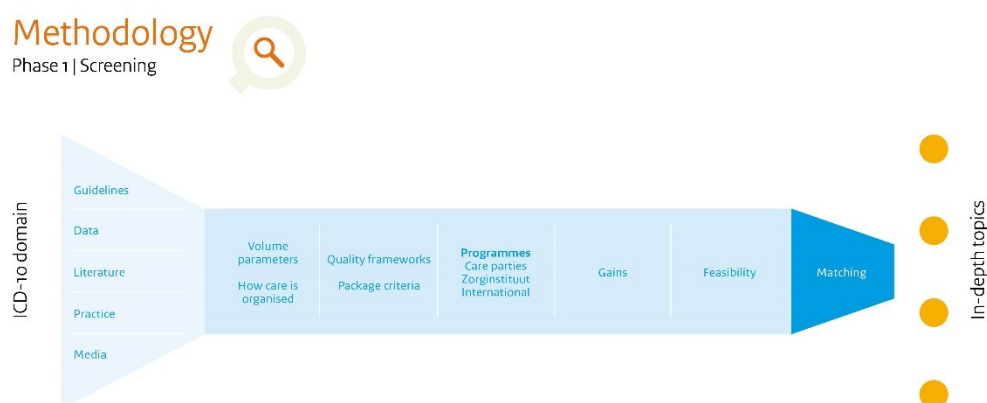 Methodology
Phase 1 | Screening
ICD-10 domain
Guidelines
Data
Literature
Practice
Media
Volume
parameters
How care is
organised
Quality frameworks
Package criteria
Programmes
Care parties
Zorginstituut
International
Gains
Feasibility
Matching
In-depth topics